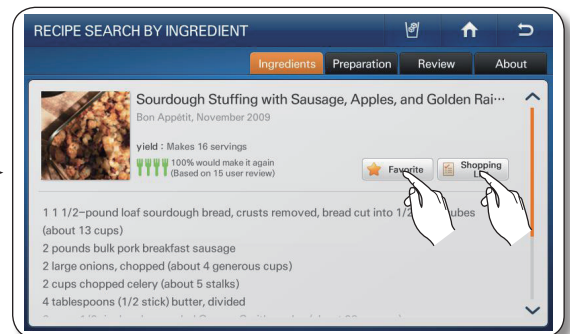 RECIPE SEARCH BY INGREDIENT
Ingredients Preparation Review About
Sourdough Stuffing with Sausage, Apples, and Golden Rai···
Bon Appétit, November 2009
yield : Makes 16 servings
100% would make it again
(Based on 15 user review)
Favorite
Shopping
1 1 1/2-pound loaf sourdough bread, crusts removed, bread cut into 1/2
(about 13 cups)
2 pounds bulk pork breakfast sausage
2 large onions, chopped (about 4 generous cups)
2 cups chopped celery (about 5 stalks)
4 tablespoons (1/2 stick) butter, divided